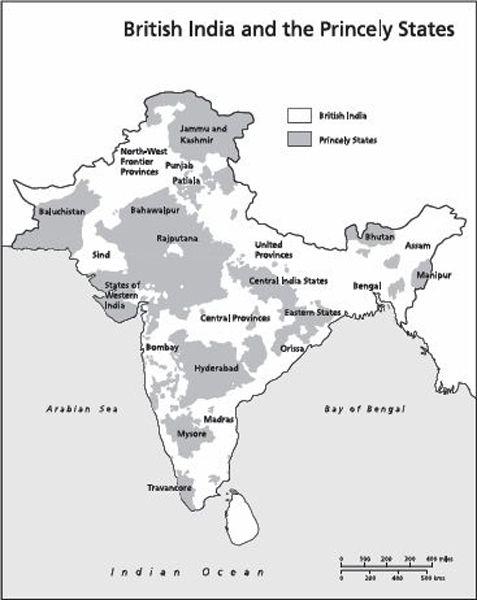 British India and the Princely States
British India
Princely States
Jammu and
Kashmir
North-West
Frontier
Provinces
Punjab
Patiala
Baluchistan
Bahawalpur
Rajputana
Sind
United
Provinces
Bhutan
Assam
Manipur
Bengal
States of
Western
India
Central India States
Central Provinces
Eastern States
Orissa
Bombay
Hyderabad
Arabian Sea
Bay of Bengal
Madras
Mysore
Travancore
Indian Ocean
0 100 200 300 400 miles
0 200 400 500 kms